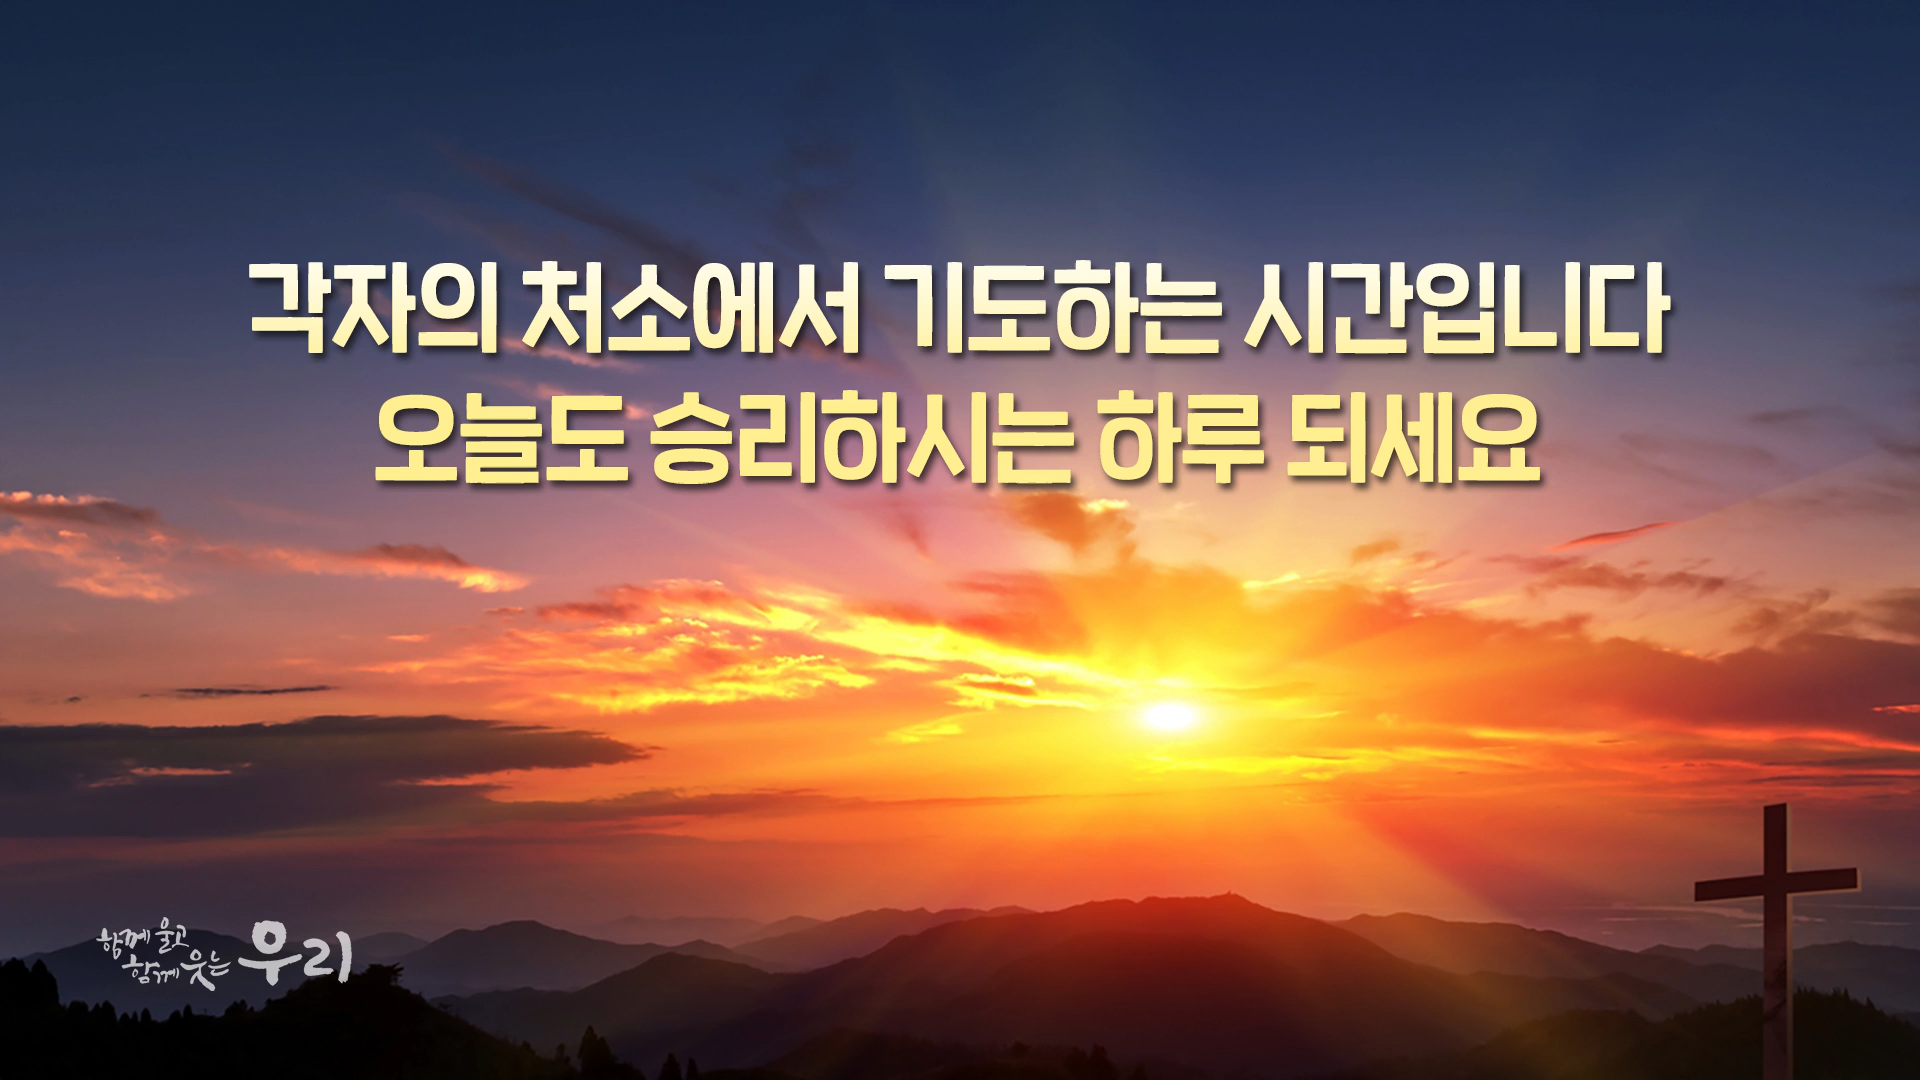 각자의 처소에서 기도하는 시간입니다
오늘도 승리하시는 하루 되세요
함께 울고
함께 웃는 우리